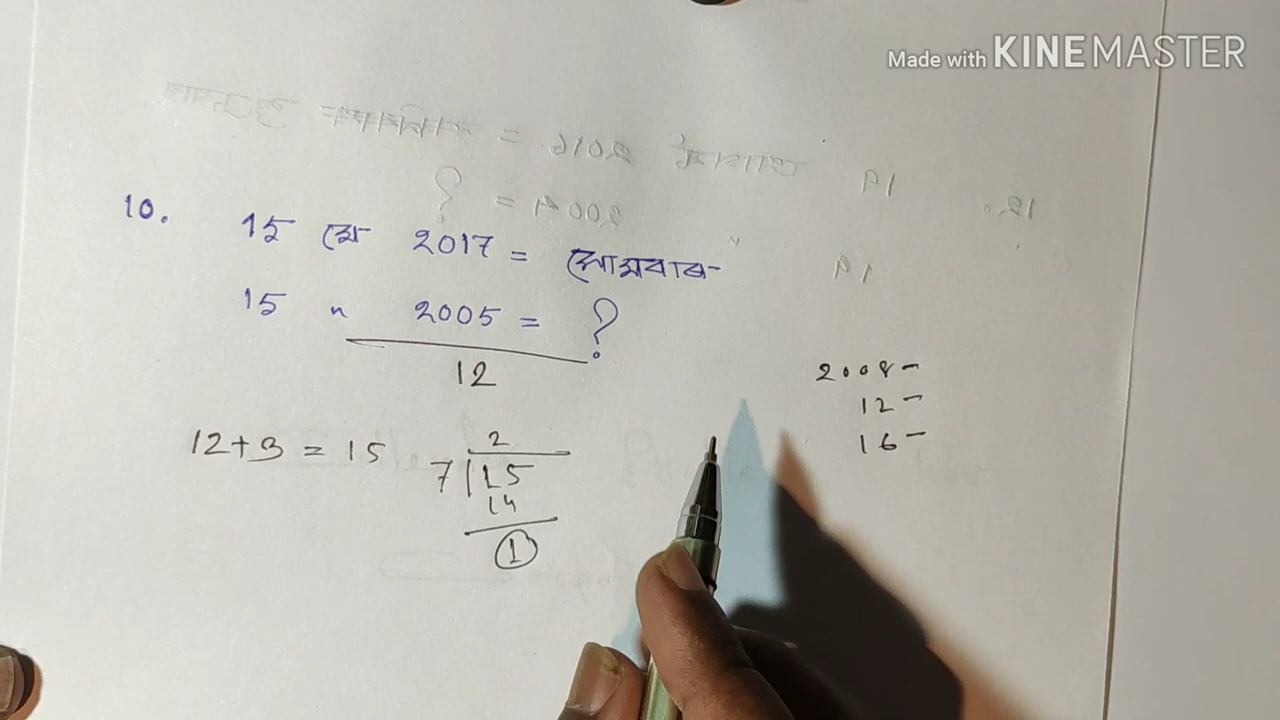 Made with KINEMASTER
10. 15 মে 2017 = সোমবার
15 " 2005 = ?
12
2008 -
12 -
16 -
12+3 = 15
2
7 15
14
1